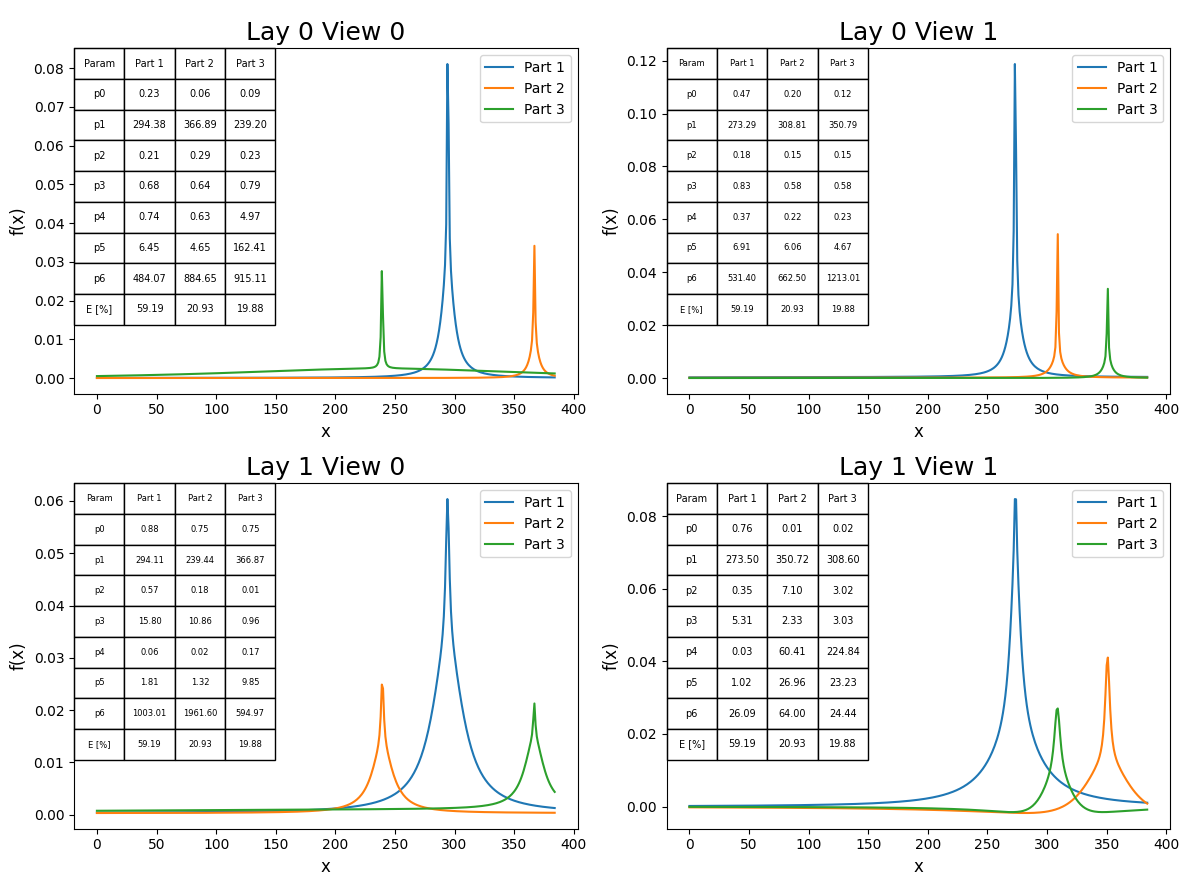 Lay 0 View 0
Param Part 1 Part 2 Part 3
p0 0.23 0.06 0.09
p1 294.38 366.89 239.20
p2 0.21 0.29 0.23
p3 0.68 0.64 0.79
p4 0.74 0.63 4.97
p5 6.45 4.65 162.41
p6 484.07 884.65 915.11
E [%] 59.19 20.93 19.88
Part 1
Part 2
Part 3
f(x)
0.08
0.07
0.06
0.05
0.04
0.03
0.02
0.01
0.00
0 50 100 150 200 250 300 350 400
x
Lay 0 View 1
Param Part 1 Part 2 Part 3
p0 0.47 0.20 0.12
p1 273.29 308.81 350.79
p2 0.18 0.15 0.15
p3 0.83 0.58 0.58
p4 0.37 0.22 0.23
p5 6.91 6.06 4.67
p6 531.40 662.50 1213.01
E [%] 59.19 20.93 19.88
Part 1
Part 2
Part 3
f(x)
0.12
0.10
0.08
0.06
0.04
0.02
0.00
0 50 100 150 200 250 300 350 400
x
Lay 1 View 0
Param Part 1 Part 2 Part 3
p0 0.88 0.75 0.75
p1 294.11 239.44 366.87
p2 0.57 0.18 0.01
p3 15.80 10.86 0.96
p4 0.06 0.02 0.17
p5 1.81 1.32 9.85
p6 1003.01 1961.60 594.97
E [%] 59.19 20.93 19.88
Part 1
Part 2
Part 3
f(x)
0.06
0.05
0.04
0.03
0.02
0.01
0.00
0 50 100 150 200 250 300 350 400
x
Lay 1 View 1
Param Part 1 Part 2 Part 3
p0 0.76 0.01 0.02
p1 273.50 350.72 308.60
p2 0.35 7.10 3.02
p3 5.31 2.33 3.03
p4 0.03 60.41 224.84
p5 1.02 26.96 23.23
p6 26.09 64.00 24.44
E [%] 59.19 20.93 19.88
Part 1
Part 2
Part 3
f(x)
0.08
0.06
0.04
0.02
0.00
0 50 100 150 200 250 300 350 400
x